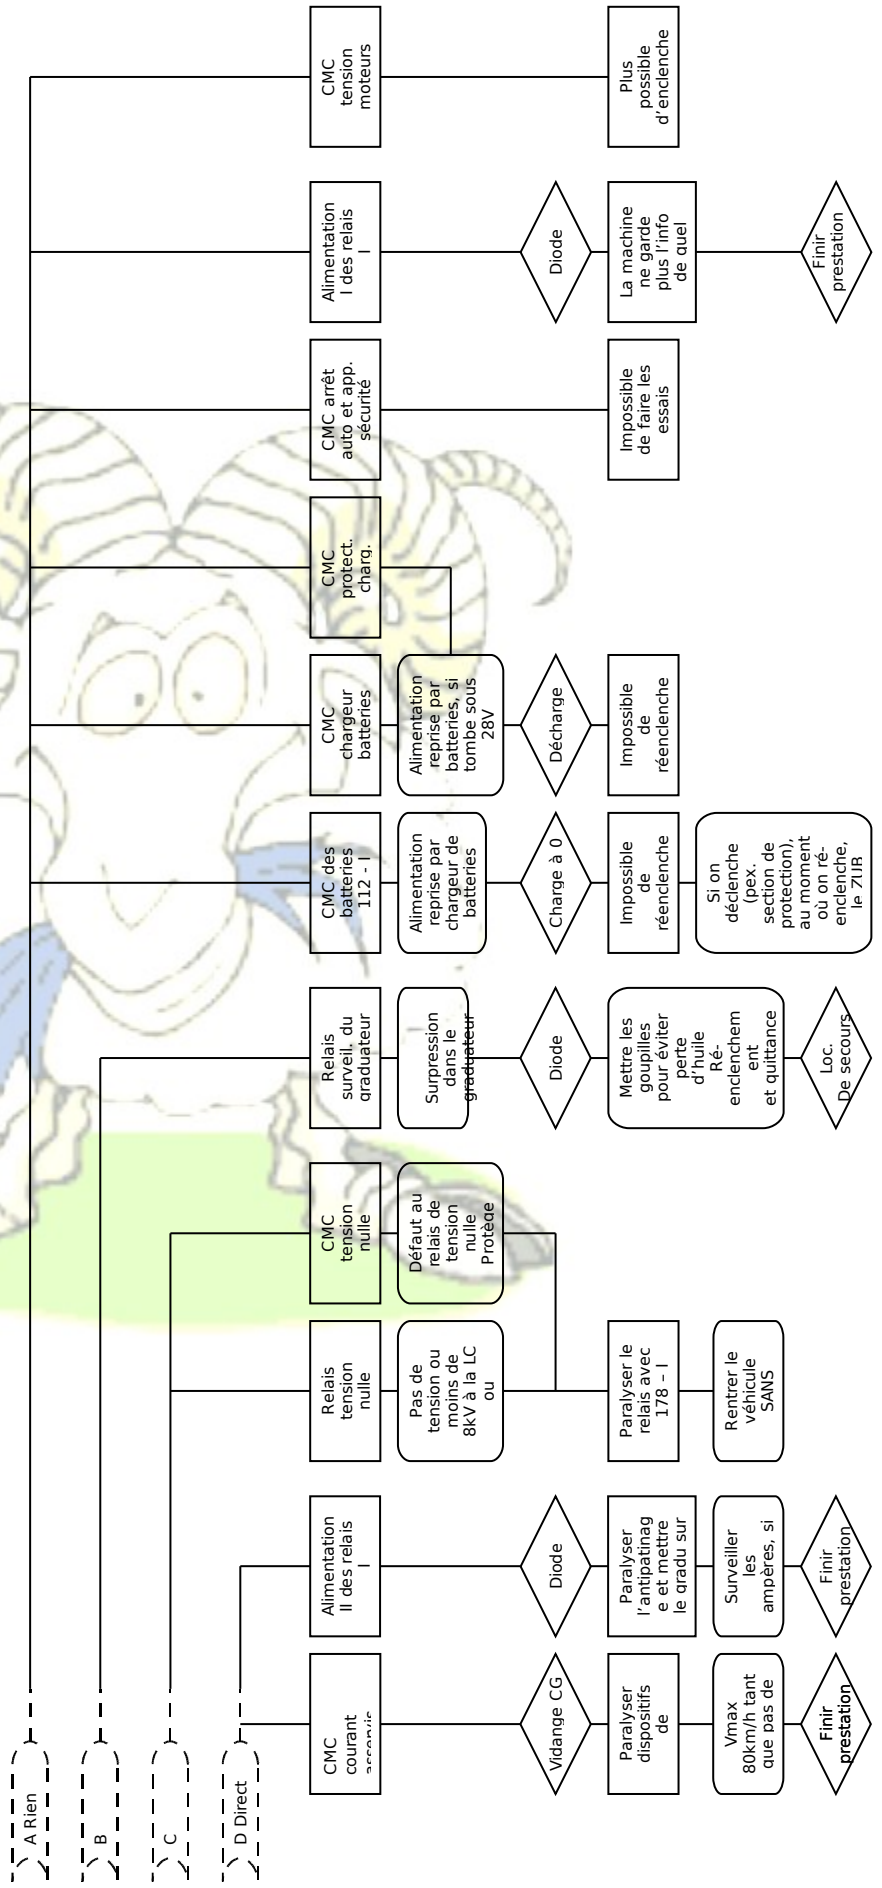 A Rien
B
C
D Direct
CMC
courant
asservis
Vidange CG
Paralyser
dispositifs
de
Vmax
80km/h tant
que pas de
Finir
prestation
Alimentation
II des relais
I
Diode
Paralyser
l’antipatinag
e et mettre
le gradu sur
Surveiller
les
ampères, si
Finir
prestation
Relais
tension
nulle
Pas de
tension ou
moins de
8kV à la LC
ou
Paralyser le
relais avec
178 – I
Rentrer le
véhicule
SANS
CMC
tension
nulle
Défaut au
relais de
tension
nulle
Protège
Relais
surveil. du
graduateur
Surpression
dans le
graduateur
Diode
Mettre les
goupilles
pour éviter
perte
d’huile
Ré-
enclenchem
ent
et quittance
Loc.
De secours
CMC des
batteries
112 - I
Alimentation
reprise par
chargeur de
batteries
Charge à 0
Impossible
de
réenclenche
Si on
déclenche
(pex.
section de
protection),
au moment
où on ré-
enclenche,
le ZUB
CMC
chargeur
batteries
Alimentation
reprise par
batteries, si
tombe sous
28V
Décharge
Impossible
de
réenclenche
CMC
protect.
charg.
CMC arrêt
auto et app.
sécurité
Impossible
de faire les
essais
Alimentation
I des relais
I
Diode
La machine
ne garde
plus l’info
de quel
Finir
prestation
CMC
tension
moteurs
Plus
possible
d’enclenche